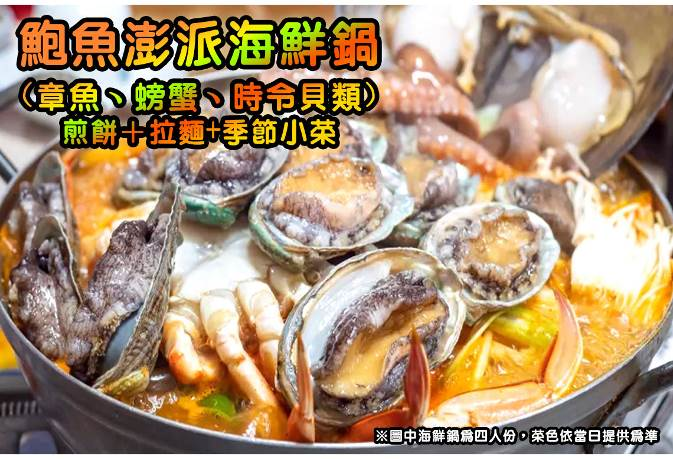 鮑魚澎派海鮮鍋
（章魚、螃蟹、時令貝類）
煎餅＋拉麵+季節小菜
※圖中海鮮鍋為四人份，菜色依當日提供為準